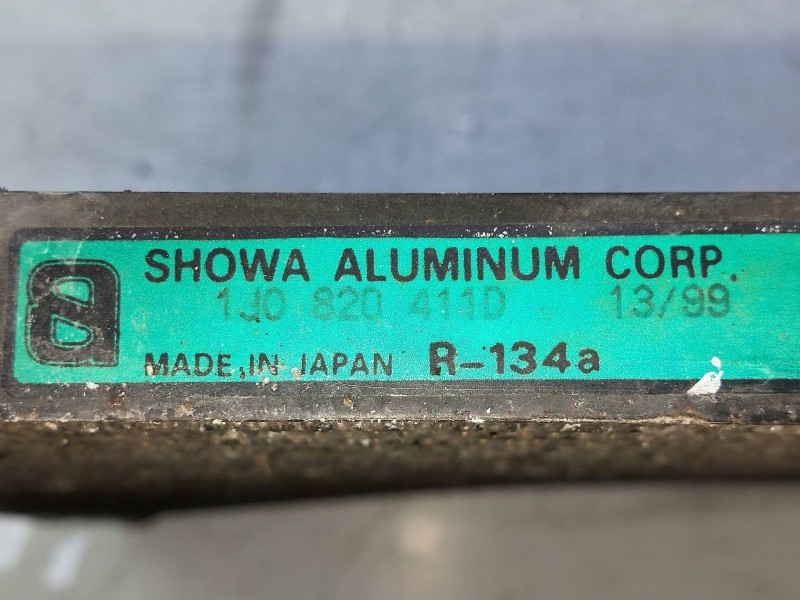 SHOWA ALUMINUM CORP.
1J0 820 411D 13/99
MADE IN JAPAN R-134a